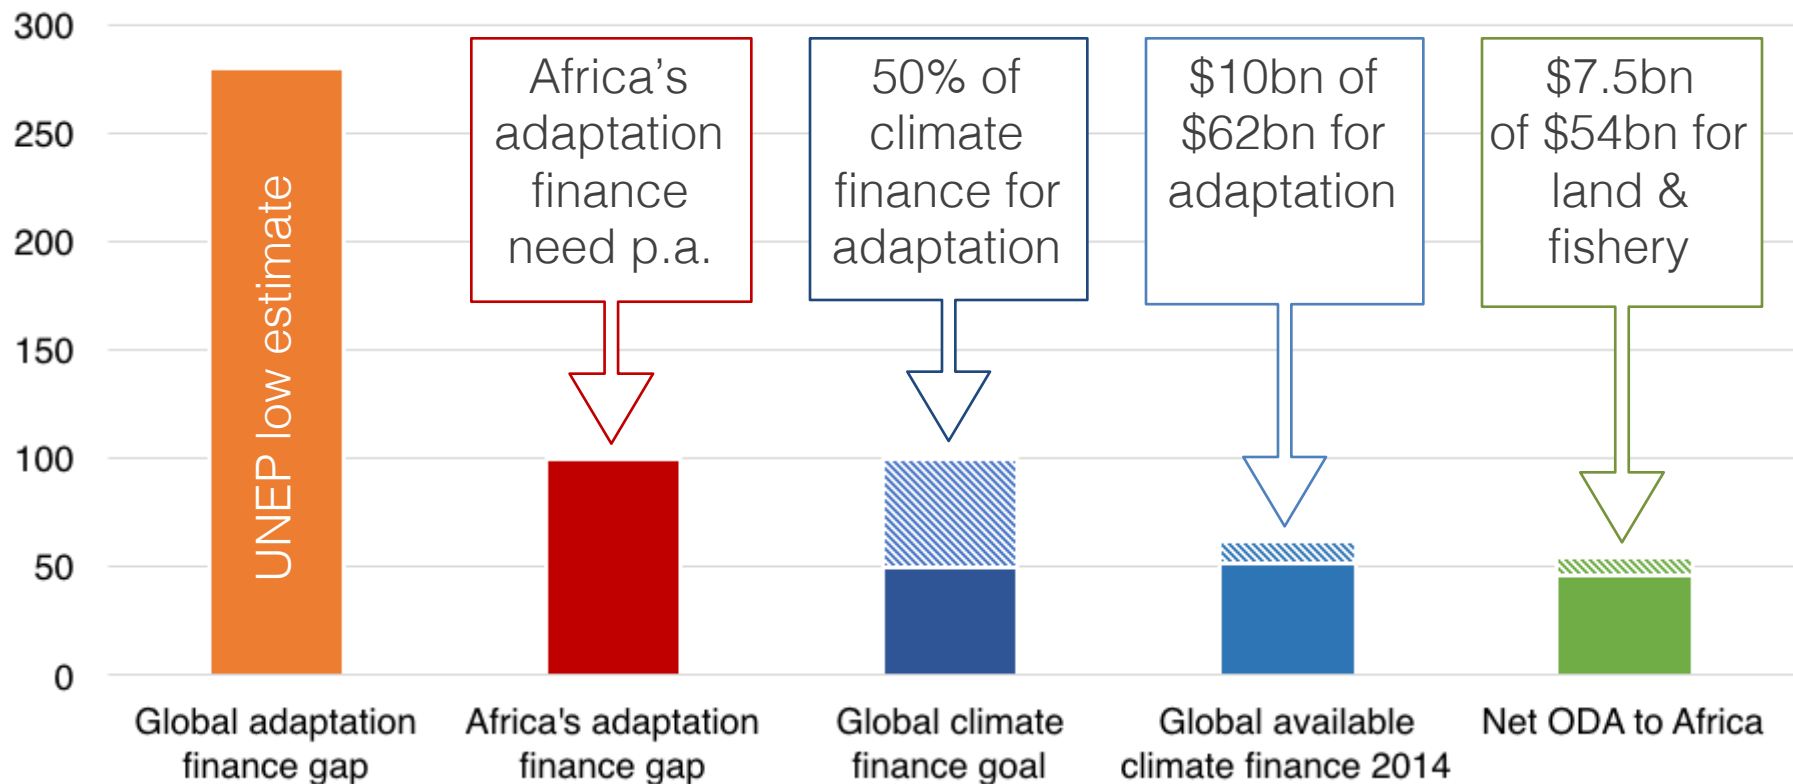 300
250
200
150
100
50
0
UNEP low estimate
Africa’s
adaptation
finance
need p.a.
50% of
climate
finance for
adaptation
$10bn of
$62bn for
adaptation
$7.5bn
of $54bn for
land &
fishery
Global adaptation
finance gap
Africa's adaptation
finance gap
Global climate
finance goal
Global available
climate finance 2014
Net ODA to Africa